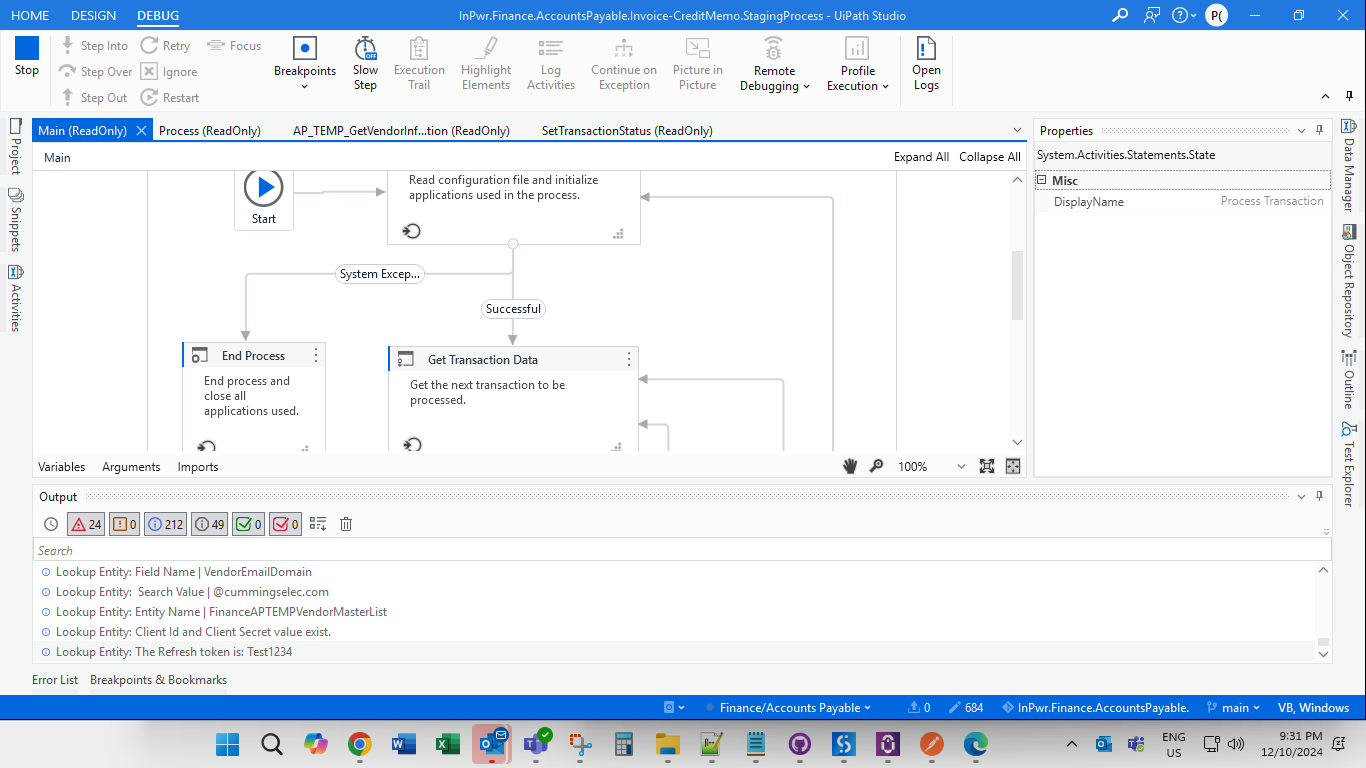 HOME DESIGN DEBUG InPwr.Finance.AccountsPayable.Invoice-CreditMemo.StagingProcess - UiPath Studio P(
Stop
Step Into Retry Focus
Step Over Ignore
Step Out Restart
Breakpoints
Slow Step
OFF
Execution Trail
Highlight Elements
Log Activities
Continue on Exception
Picture in Picture
Remote Debugging
Profile Execution
Open Logs
Project
Snippets
Activities
Main (ReadOnly) Process (ReadOnly) AP_TEMP_GetVendorInf...tion (ReadOnly) SetTransactionStatus (ReadOnly)
Main Expand All Collapse All
Start
Read configuration file and initialize
applications used in the process.
System Excep...
Successful
End Process
End process and
close all
applications used.
Get Transaction Data
Get the next transaction to be
processed.
Variables Arguments Imports 100%
Properties
System.Activities.Statements.State
Misc
DisplayName Process Transaction
Data Manager
Object Repository
Outline
Test Explorer
Output
24 0 212 49 0 0
Search
Lookup Entity: Field Name | VendorEmailDomain
Lookup Entity:  Search Value | @cummingselec.com
Lookup Entity: Entity Name | FinanceAPTEMPVendorMasterList
Lookup Entity: Client Id and Client Secret value exist.
Lookup Entity: The Refresh token is: Test1234
Error List Breakpoints & Bookmarks
Finance/Accounts Payable 0 684 InPwr.Finance.AccountsPayable. main VB, Windows
ENG
US
9:31 PM
12/10/2024